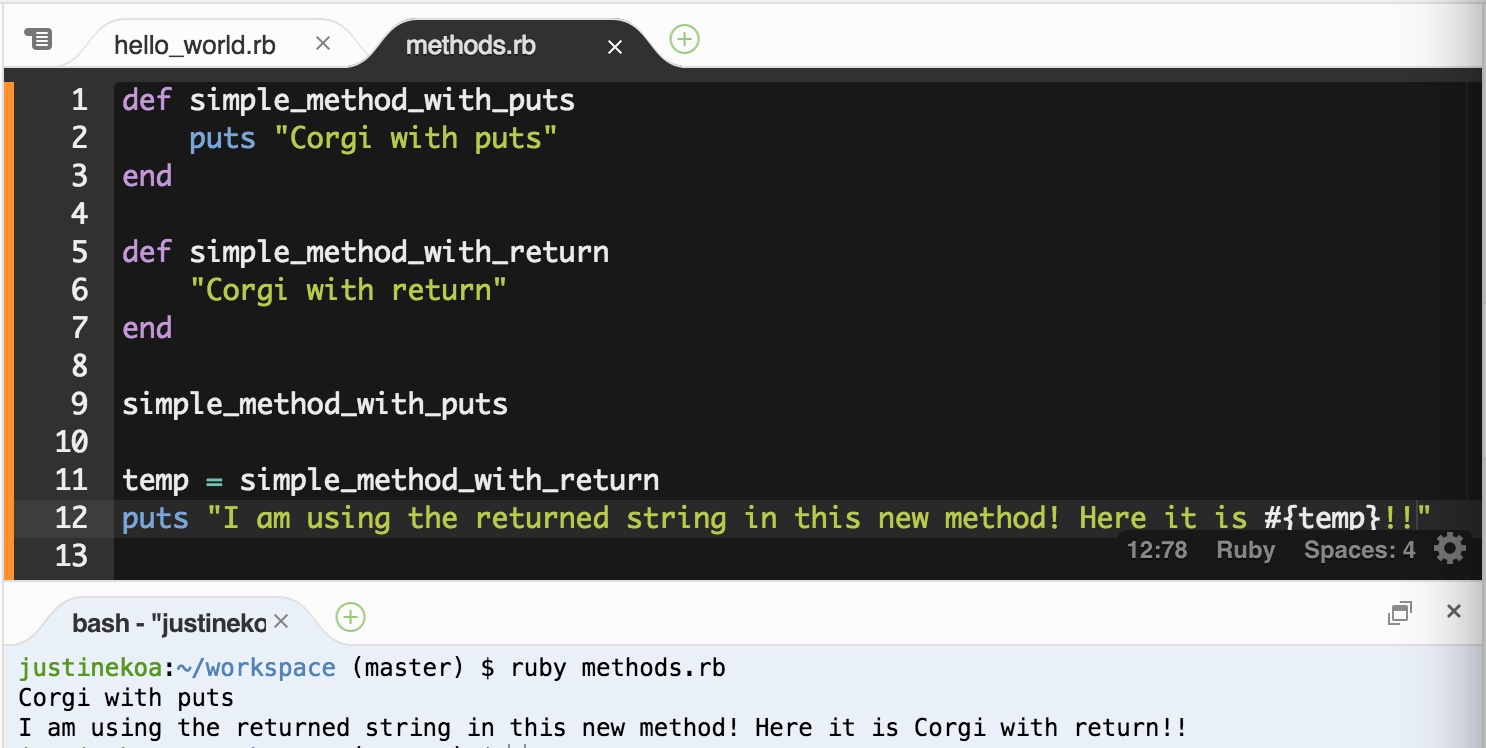 hello_world.rb methods.rb
1 def simple_method_with_puts
2     puts "Corgi with puts"
3 end
4
5 def simple_method_with_return
6     "Corgi with return"
7 end
8
9 simple_method_with_puts
10
11 temp = simple_method_with_return
12 puts "I am using the returned string in this new method! Here it is #{temp}!!"
13
12:78 Ruby Spaces: 4
bash - "justineko
justinekoa:~/workspace (master) $ ruby methods.rb
Corgi with puts
I am using the returned string in this new method! Here it is Corgi with return!!